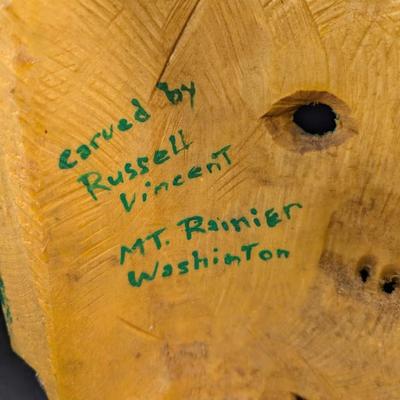 carved by
Russell
Vincent
MT. Rainier
Washinton